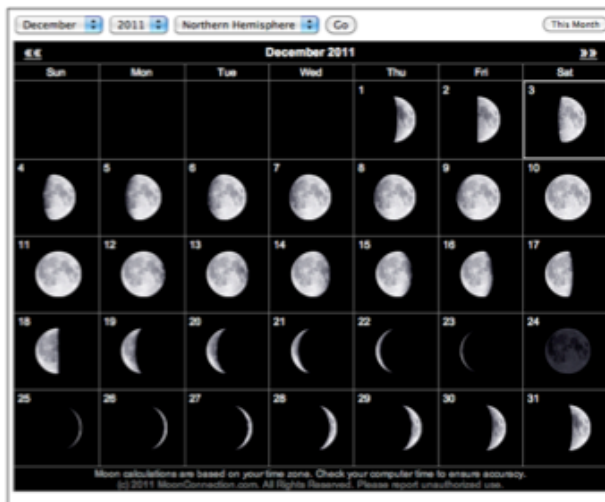 December 2011 Northern Hemisphere Go This Month
«« December 2011 »»
Sun Mon Tue Wed Thu Fri Sat
1 2 3
4 5 6 7 8 9 10
11 12 13 14 15 16 17
18 19 20 21 22 23 24
25 26 27 28 29 30 31
Moon calculations are based on your time zone. Check your computer time to ensure accuracy.
(c) 2011 MoonConnection.com. All Rights Reserved. Please report unauthorized use.